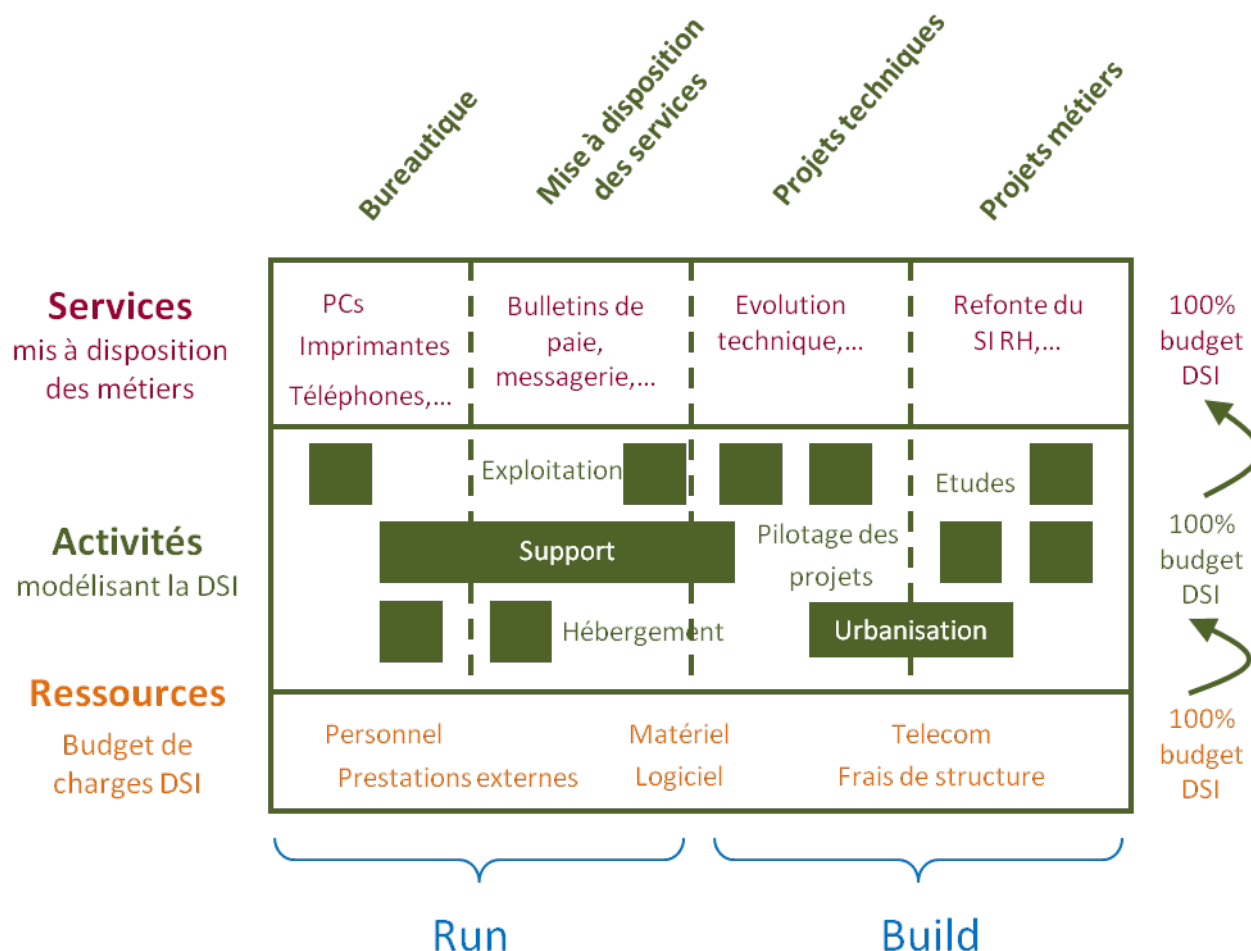 Bureautique
Mise à disposition
des services
Projets techniques
Projets métiers
Services
mis à disposition
des métiers
PCs
Imprimantes
Téléphones,...
Bulletins de
paie,
messagerie,...
Evolution
technique,...
Refonte du
SI RH,...
100%
budget
DSI
Activités
modélisant la DSI
Exploitation
Etudes
Support
Pilotage des
projets
Hébergement
Urbanisation
100%
budget
DSI
Ressources
Budget de
charges DSI
Personnel
Matériel
Telecom
Prestations externes
Logiciel
Frais de structure
100%
budget
DSI
Run
Build